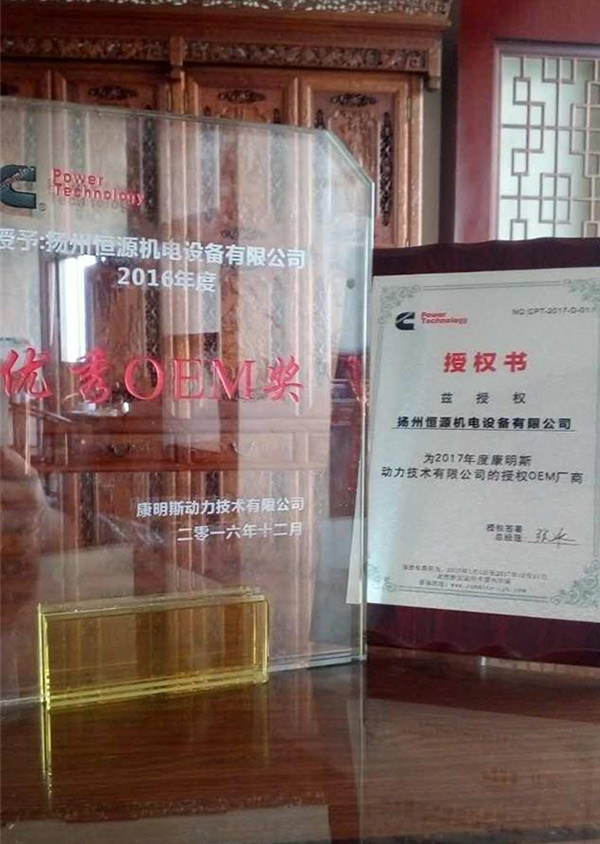 Power
Technology
授予:扬州恒源机电设备有限公司
2016年度
优秀OEM奖
康明斯动力技术有限公司
二零一六年十二月
Power
Technology
NO:CPT-2017-O-017
授权书
兹 授 权
扬州恒源机电设备有限公司
为2017年度康明斯
动力技术有限公司的授权OEM厂商
授权签署
总经理: